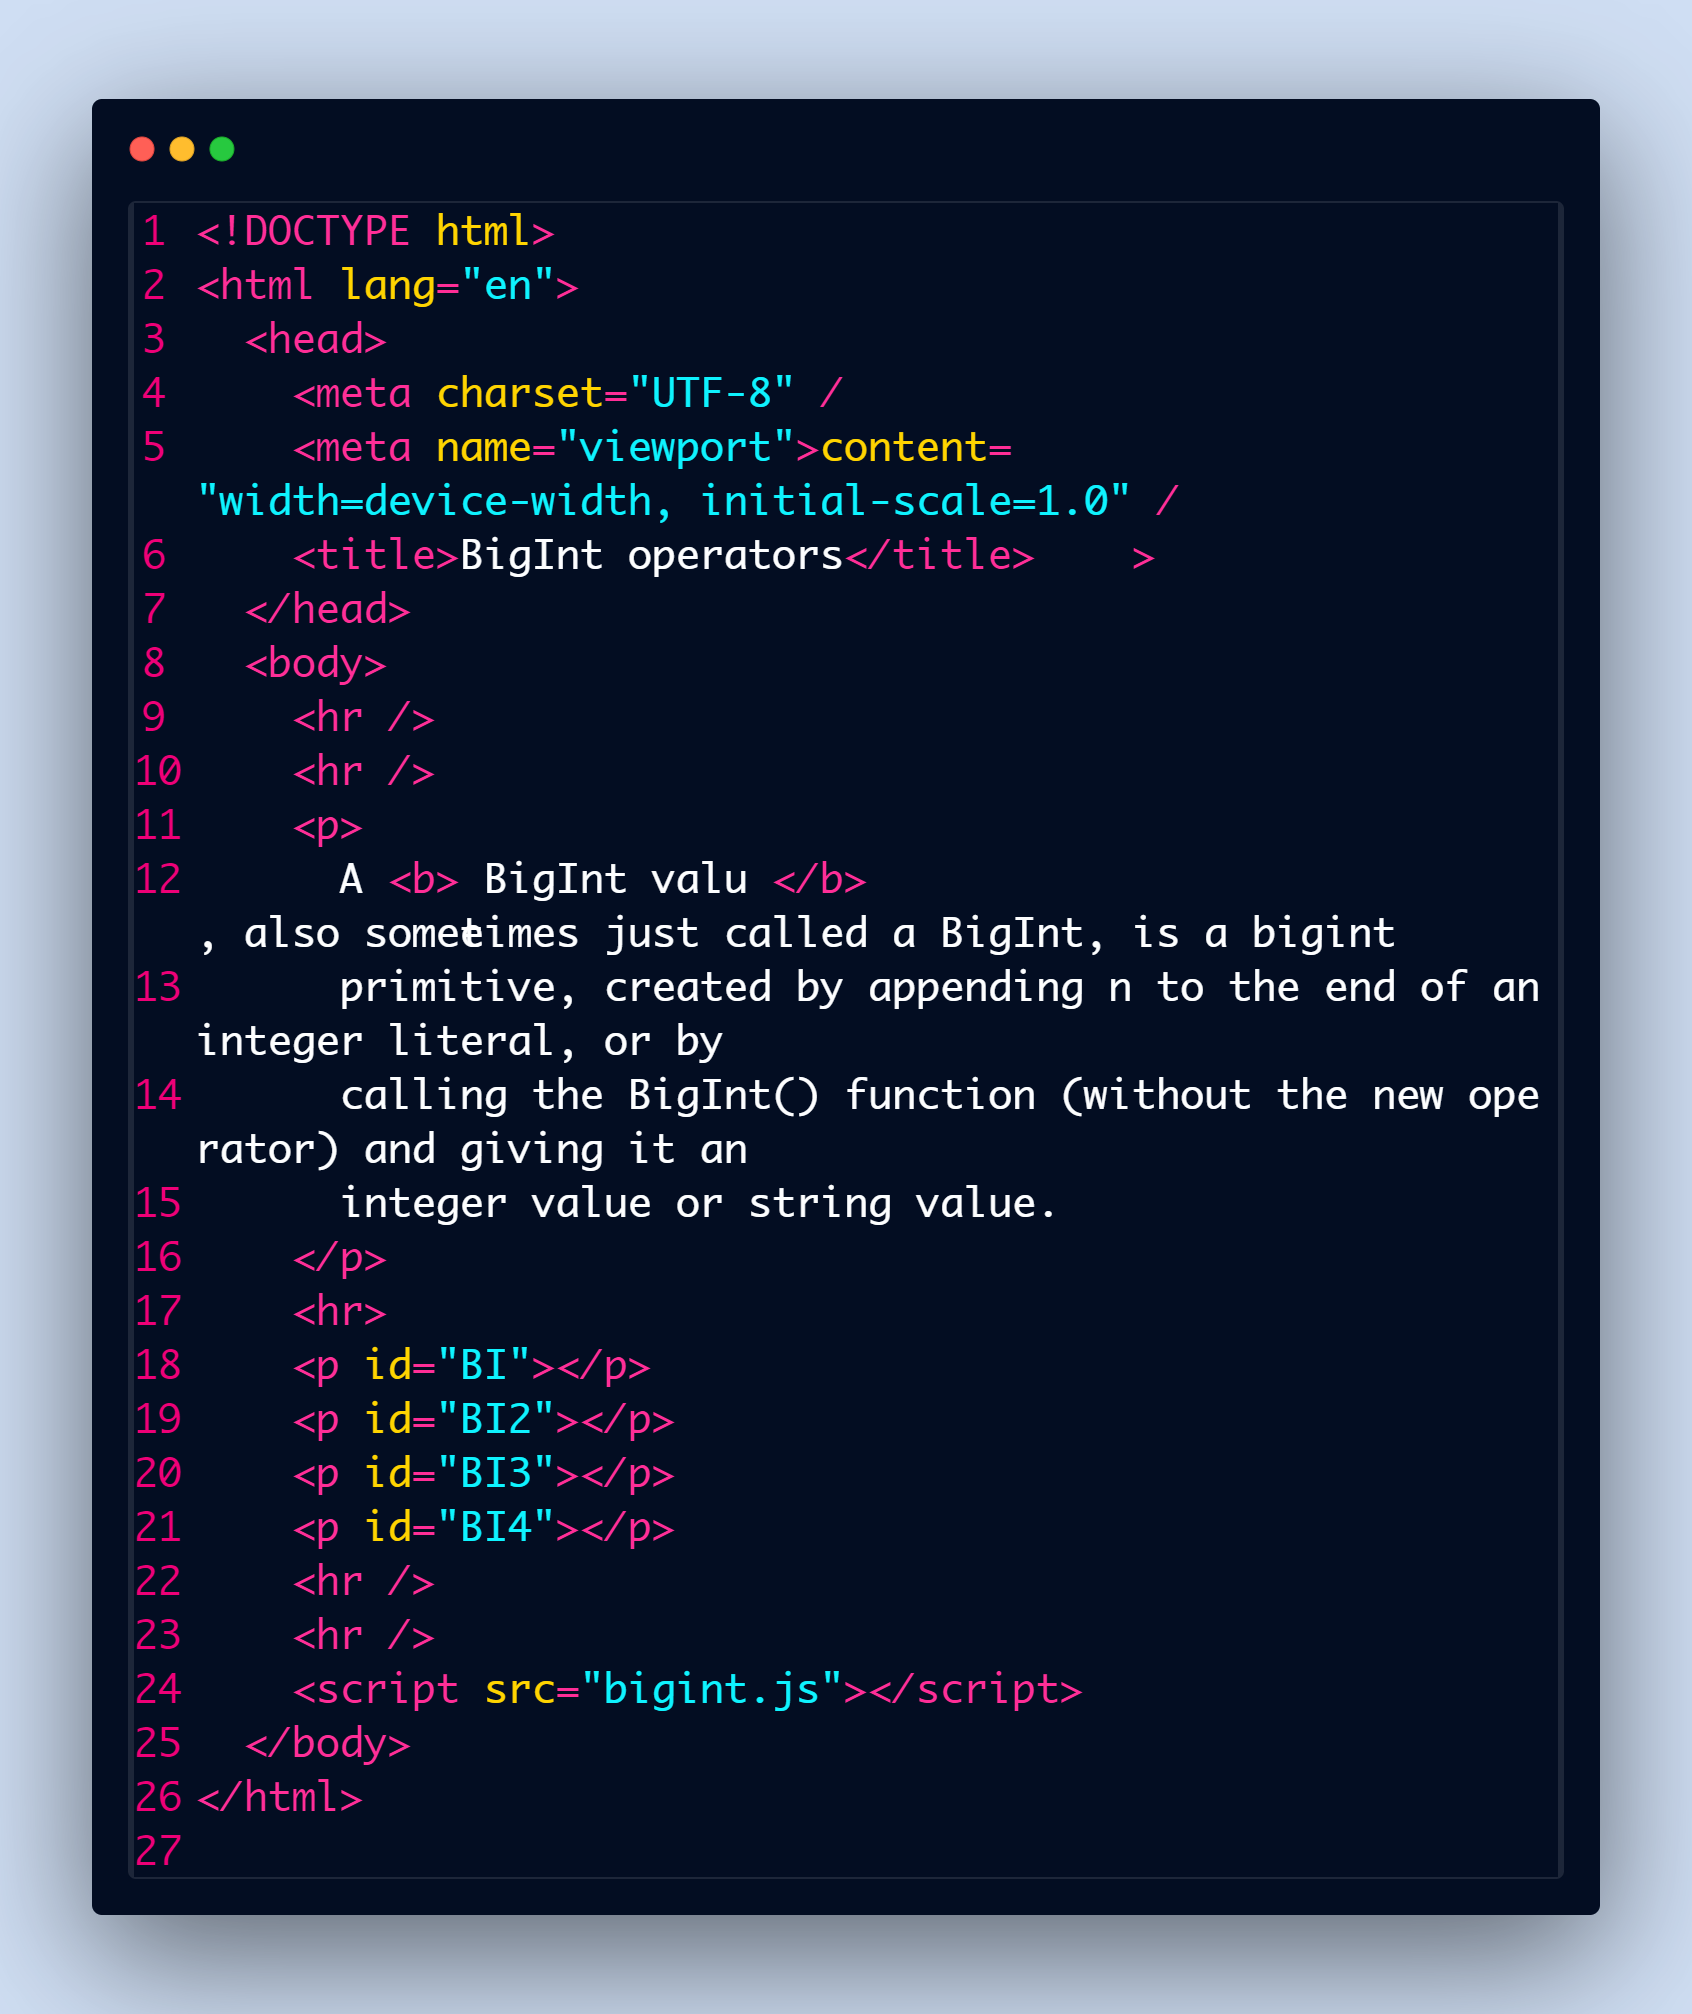 1 <!DOCTYPE html>
2 <html lang="en">
3   <head>
4     <meta charset="UTF-8" /
5     <meta name="viewport">content=
"width=device-width, initial-scale=1.0" /
6     <title>BigInt operators</title>    >
7   </head>
8   <body>
9     <hr />
10     <hr />
11     <p>
12       A <b> BigInt valu </b>
, also sometimes just called a BigInt, is a bigint
13       primitive, created by appending n to the end of an
integer literal, or by
14       calling the BigInt() function (without the new ope
rator) and giving it an
15       integer value or string value.
16     </p>
17     <hr>
18     <p id="BI"></p>
19     <p id="BI2"></p>
20     <p id="BI3"></p>
21     <p id="BI4"></p>
22     <hr />
23     <hr />
24     <script src="bigint.js"></script>
25   </body>
26 </html>
27